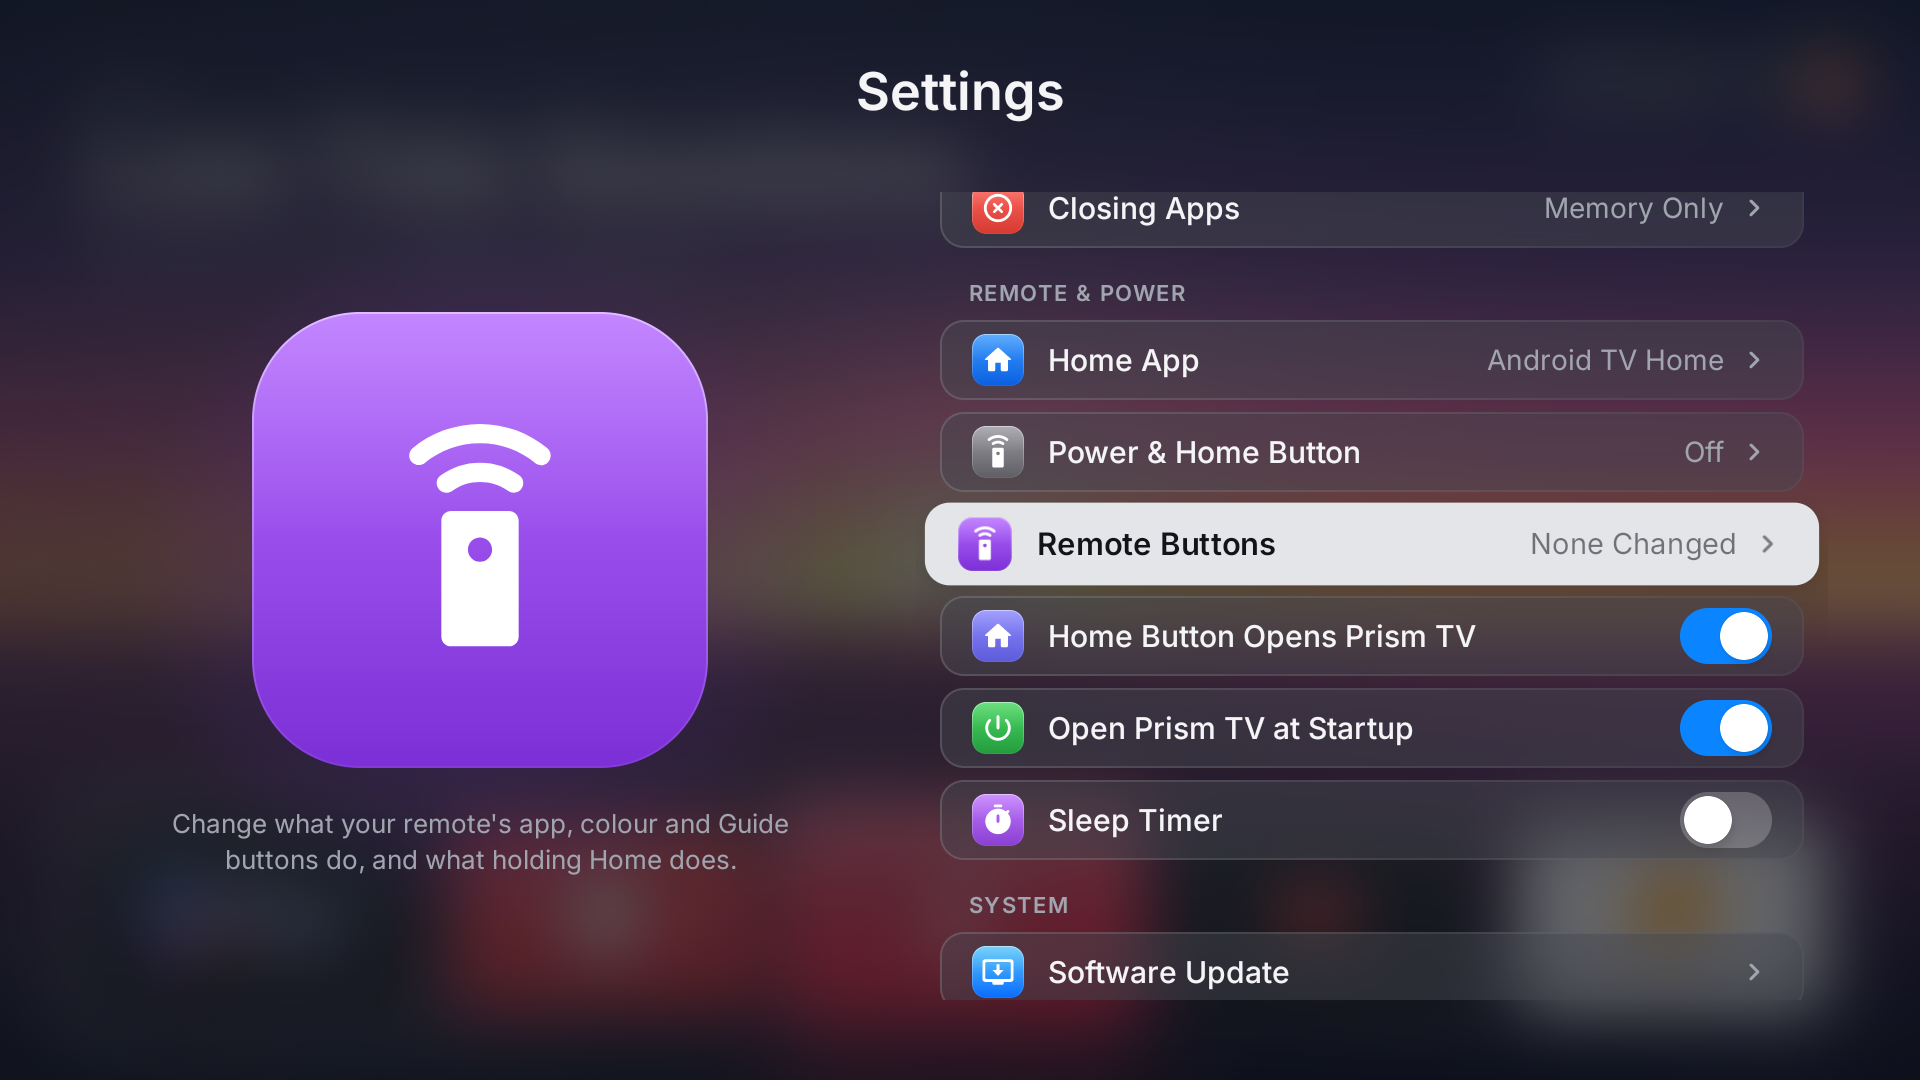 Settings
Closing Apps Memory Only
REMOTE & POWER
Home App Android TV Home
Power & Home Button Off
Remote Buttons None Changed
Home Button Opens Prism TV
Open Prism TV at Startup
Sleep Timer
SYSTEM
Software Update
Change what your remote's app, colour and Guide
buttons do, and what holding Home does.